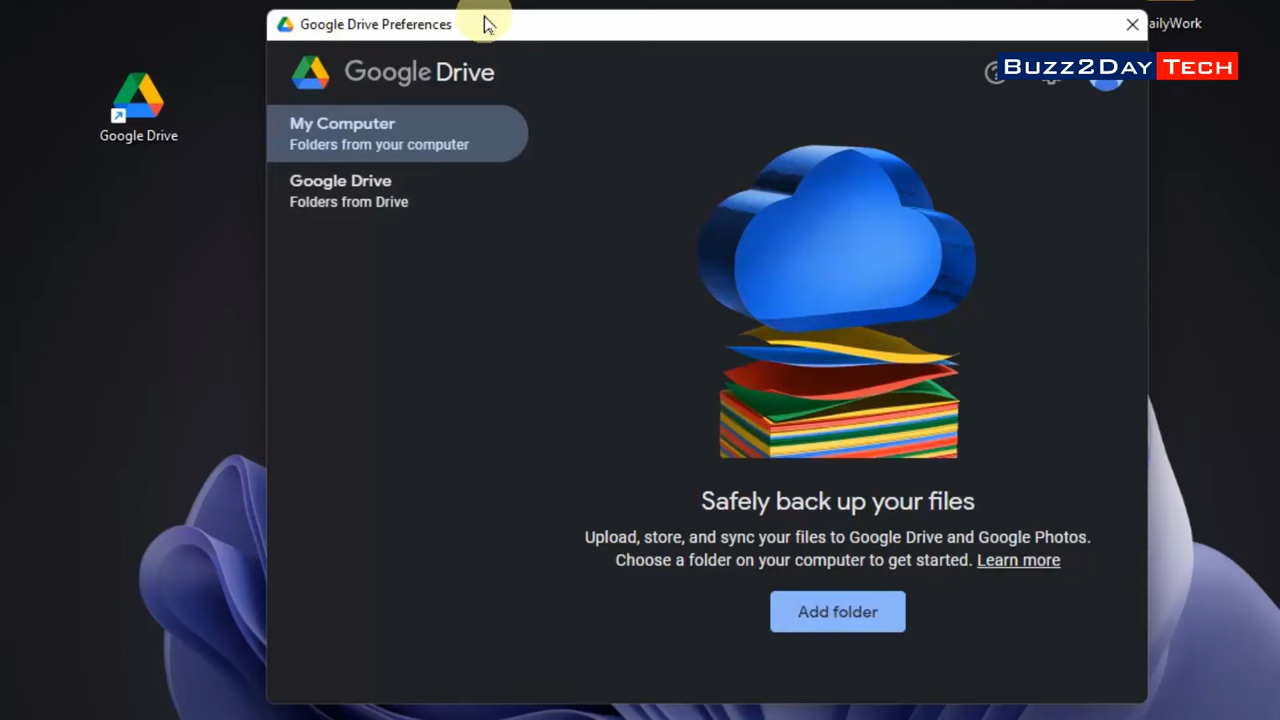 Google Drive Preferences
ailyWork
Google Drive
Buzz2Day Tech
My Computer
Folders from your computer
Google Drive
Google Drive
Folders from Drive
Safely back up your files
Upload, store, and sync your files to Google Drive and Google Photos.
Choose a folder on your computer to get started. Learn more
Add folder